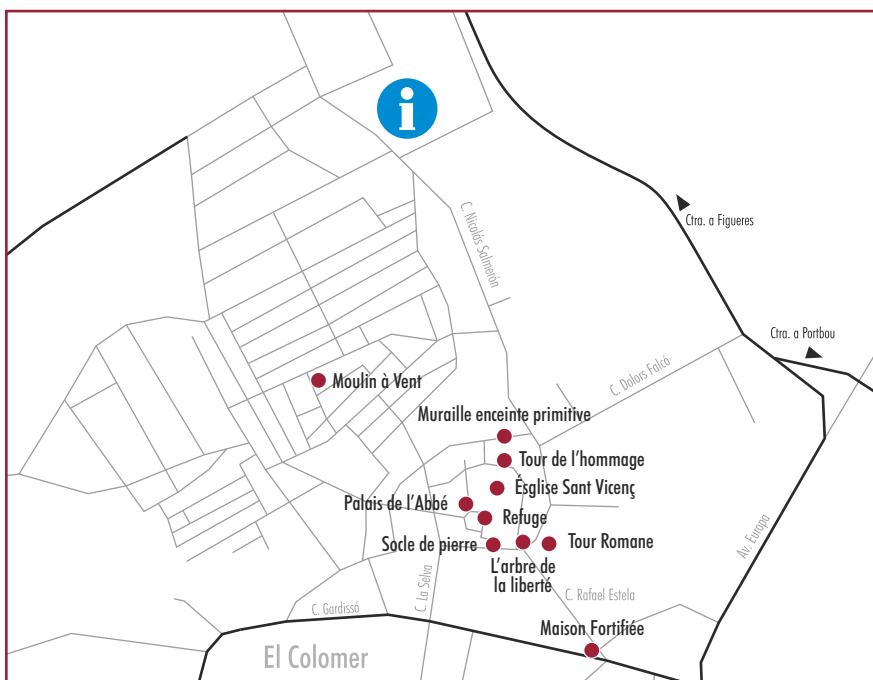 i
C. Nicolás Salmerón
Ctra. a Figueres
Ctra. a Portbou
C. Dolors Falcó
Moulin à Vent
Muraille enceinte primitive
Tour de l'hommage
Ésglise Sant Vicenç
Palais de l'Abbé
Refuge
Socle de pierre
Tour Romane
L'arbre de
la liberté
Av. Europa
C. La Selva
C. Rafael Estela
C. Gardissó
Maison Fortifiée
El Colomer